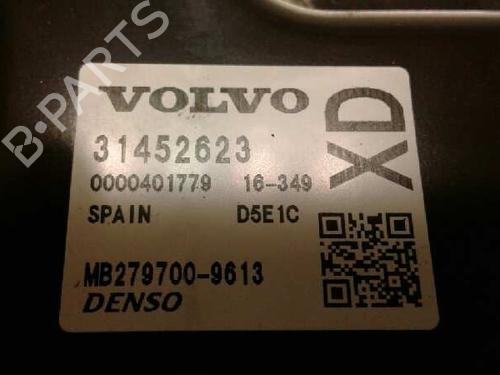 B-PARTS
VOLVO
31452623
0000401779 16-349
SPAIN D5E1C
MB279700-9613
DENSO
XD